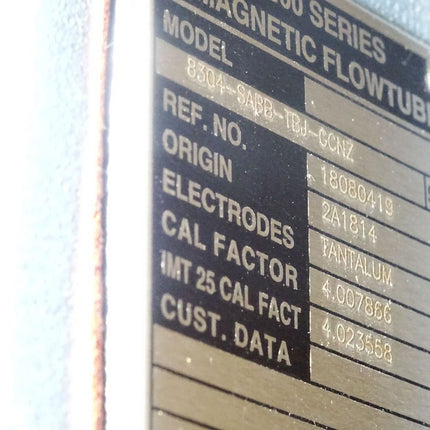 00 SERIES
MAGNETIC FLOWTUBE
MODEL
8304-SABB-TBJ-GCNZ
REF. NO. 18080419
ORIGIN 2A1814
ELECTRODES TANTALUM
CAL FACTOR 4.007866
IMT 25 CAL FACT 4.023558
CUST. DATA